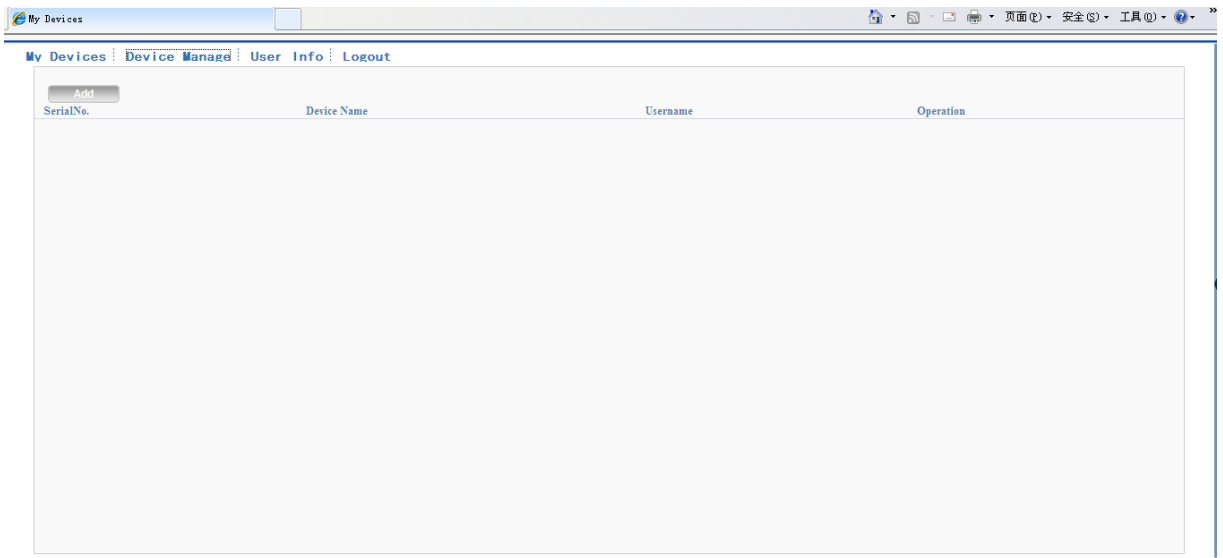 My Devices
页面(P) 安全(S) 工具(O) »
My Devices Device Manage User Info Logout
Add
SerialNo. Device Name Username Operation